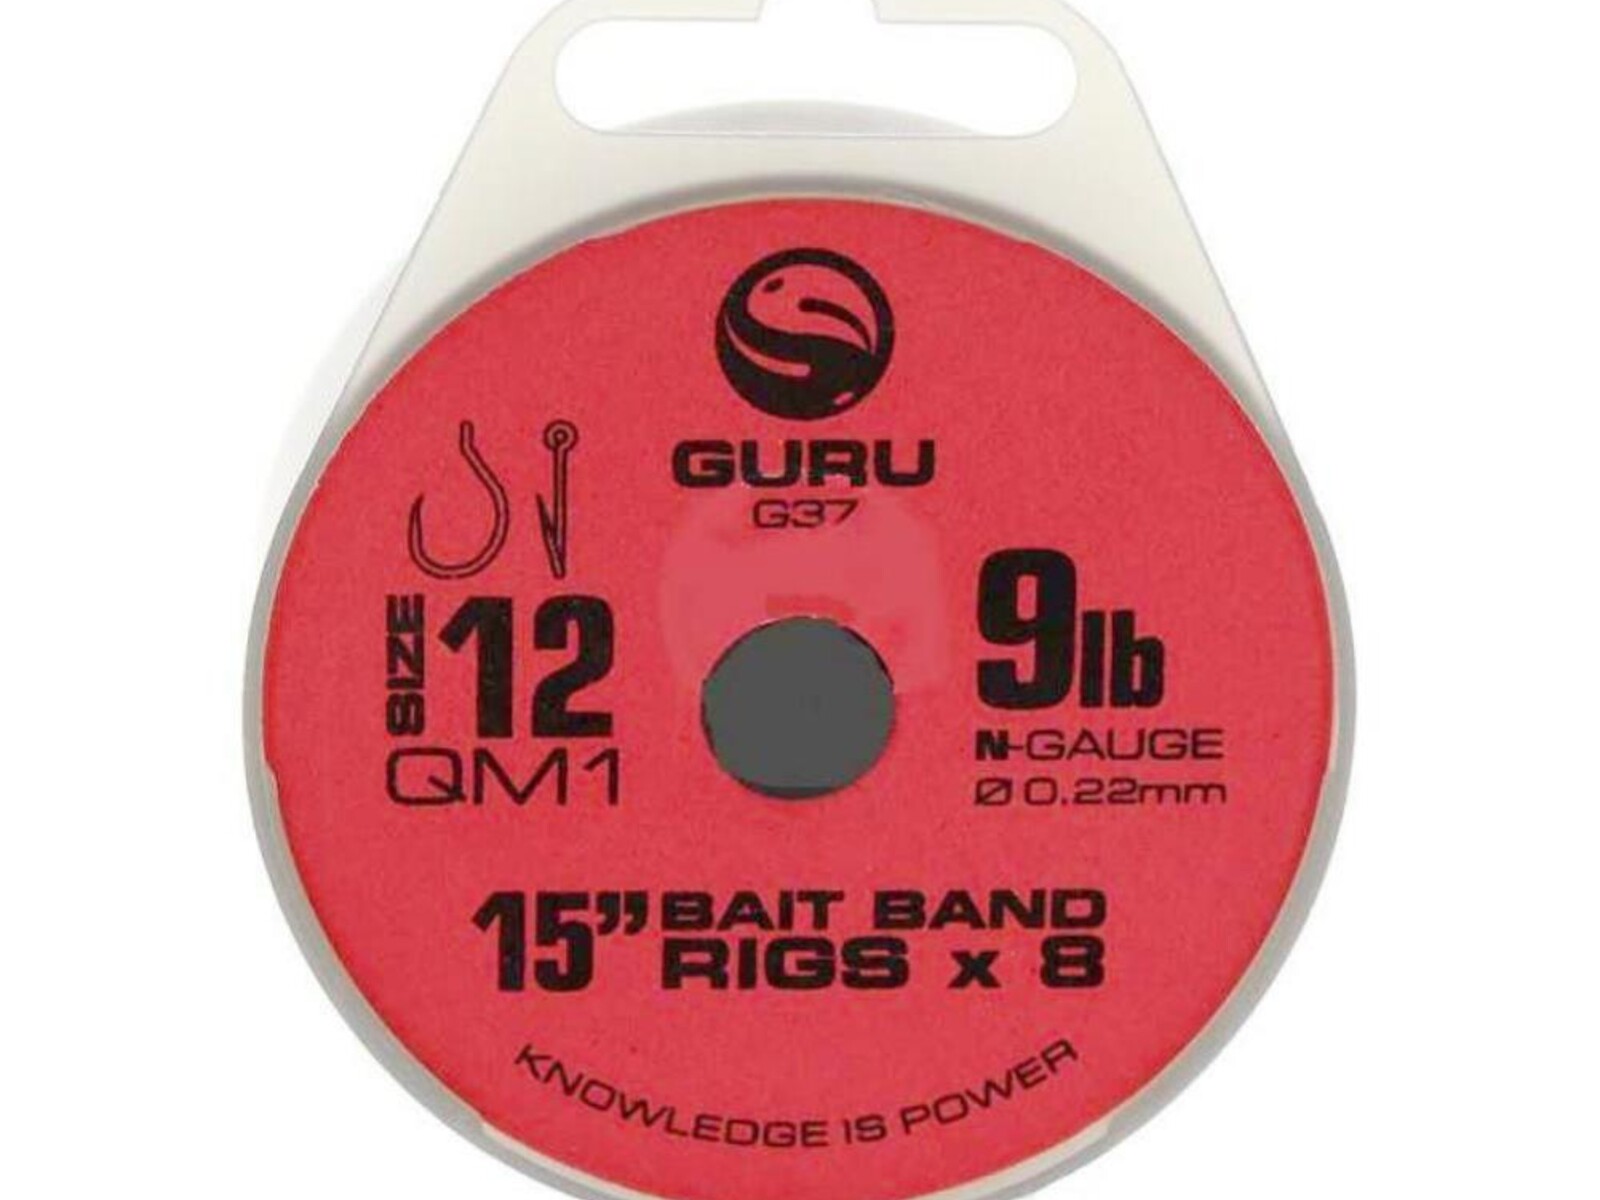 GURU
G37
SIZE 12
QM1
9lb
N-GAUGE
Ø 0.22mm
15” BAIT BAND
RIGS x 8
KNOWLEDGE IS POWER